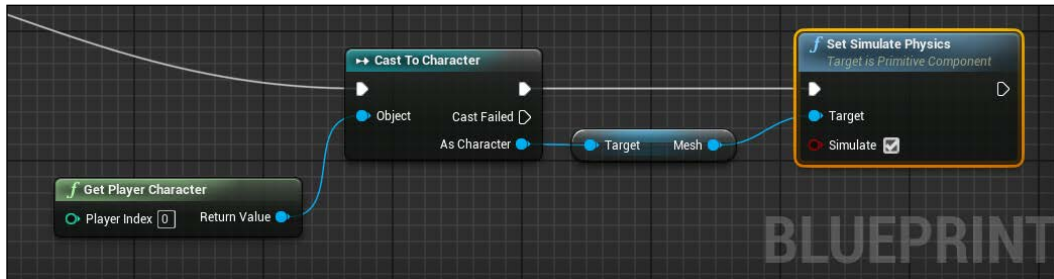 Cast To Character
Object
Cast Failed
As Character
Target Mesh
f Set Simulate Physics
Target is Primitive Component
Target
Simulate
f Get Player Character
Player Index 0 Return Value
BLUEPRINT